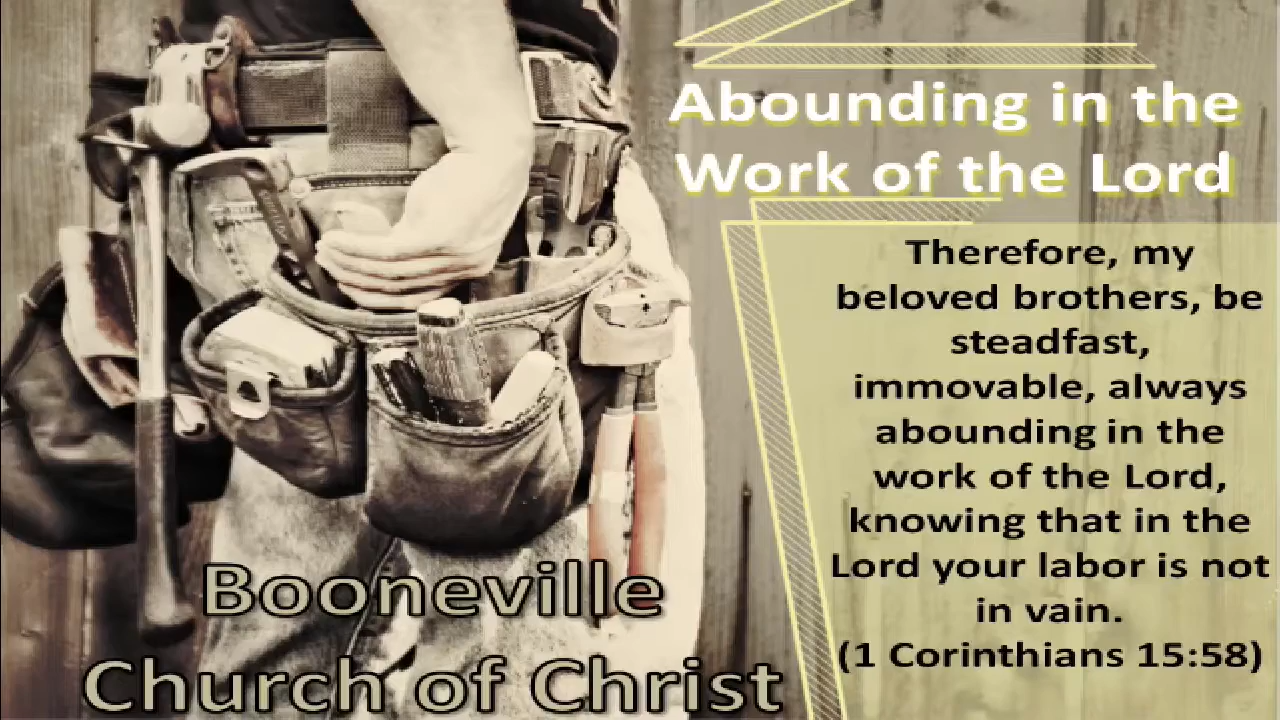 Abounding in the
Work of the Lord
Therefore, my
beloved brothers, be
steadfast,
immovable, always
abounding in the
work of the Lord,
knowing that in the
Lord your labor is not
in vain.
(1 Corinthians 15:58)
Booneville
Church of Christ